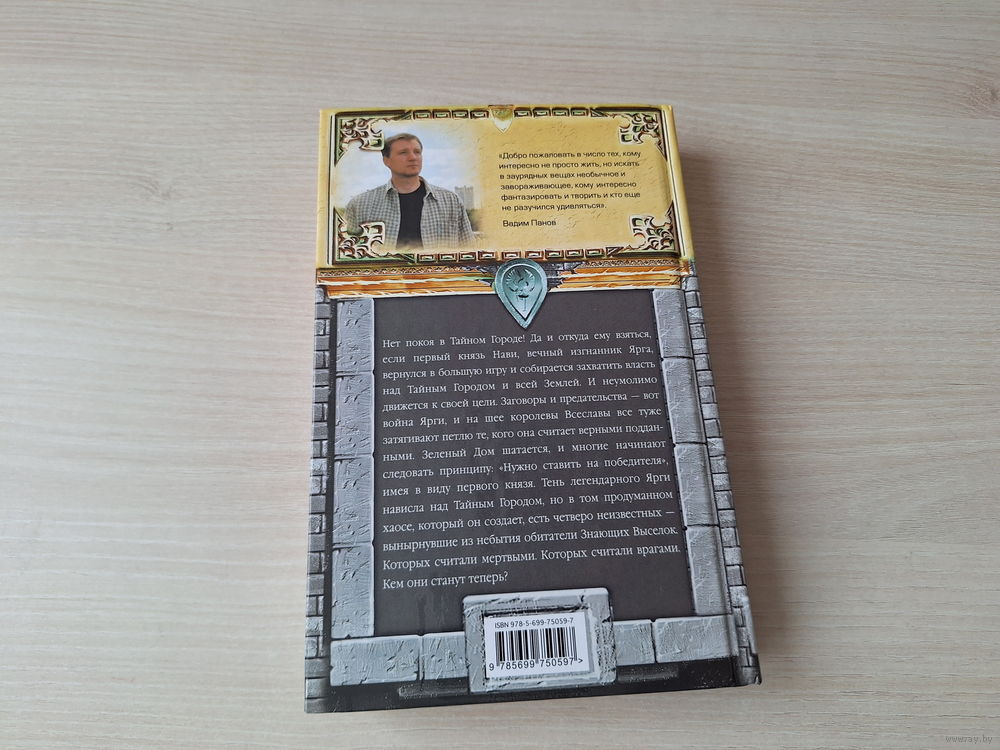 «Добро пожаловать в число тех, кому
интересно не просто жить, но искать
в заурядных вещах необычное и
завораживающее, кому интересно
фантазировать и творить и кто еще
не разучился удивляться».
Вадим Панов
Нет покоя в Тайном Городе! Да и откуда ему взяться,
если первый князь Нави, вечный изгнанник Ярга,
вернулся в большую игру и собирается захватить власть
над Тайным Городом и всей Землей. И неумолимо
движется к своей цели. Заговоры и предательства — вот
война Ярги, и на шее королевы Всеславы все туже
затягивают петлю те, кого она считает верными поддан-
ными. Зеленый Дом шатается, и многие начинают
следовать принципу: «Нужно ставить на победителя»,
имея в виду первого князя. Тень легендарного Ярги
нависла над Тайным Городом, но в том продуманном
хаосе, который он создает, есть четверо неизвестных —
вынырнувшие из небытия обитатели Знающих Выселок.
Которых считали мертвыми. Которых считали врагами.
Кем они станут теперь?
ISBN 978-5-699-75059-7
9 785699 750597 >
www.ay.by